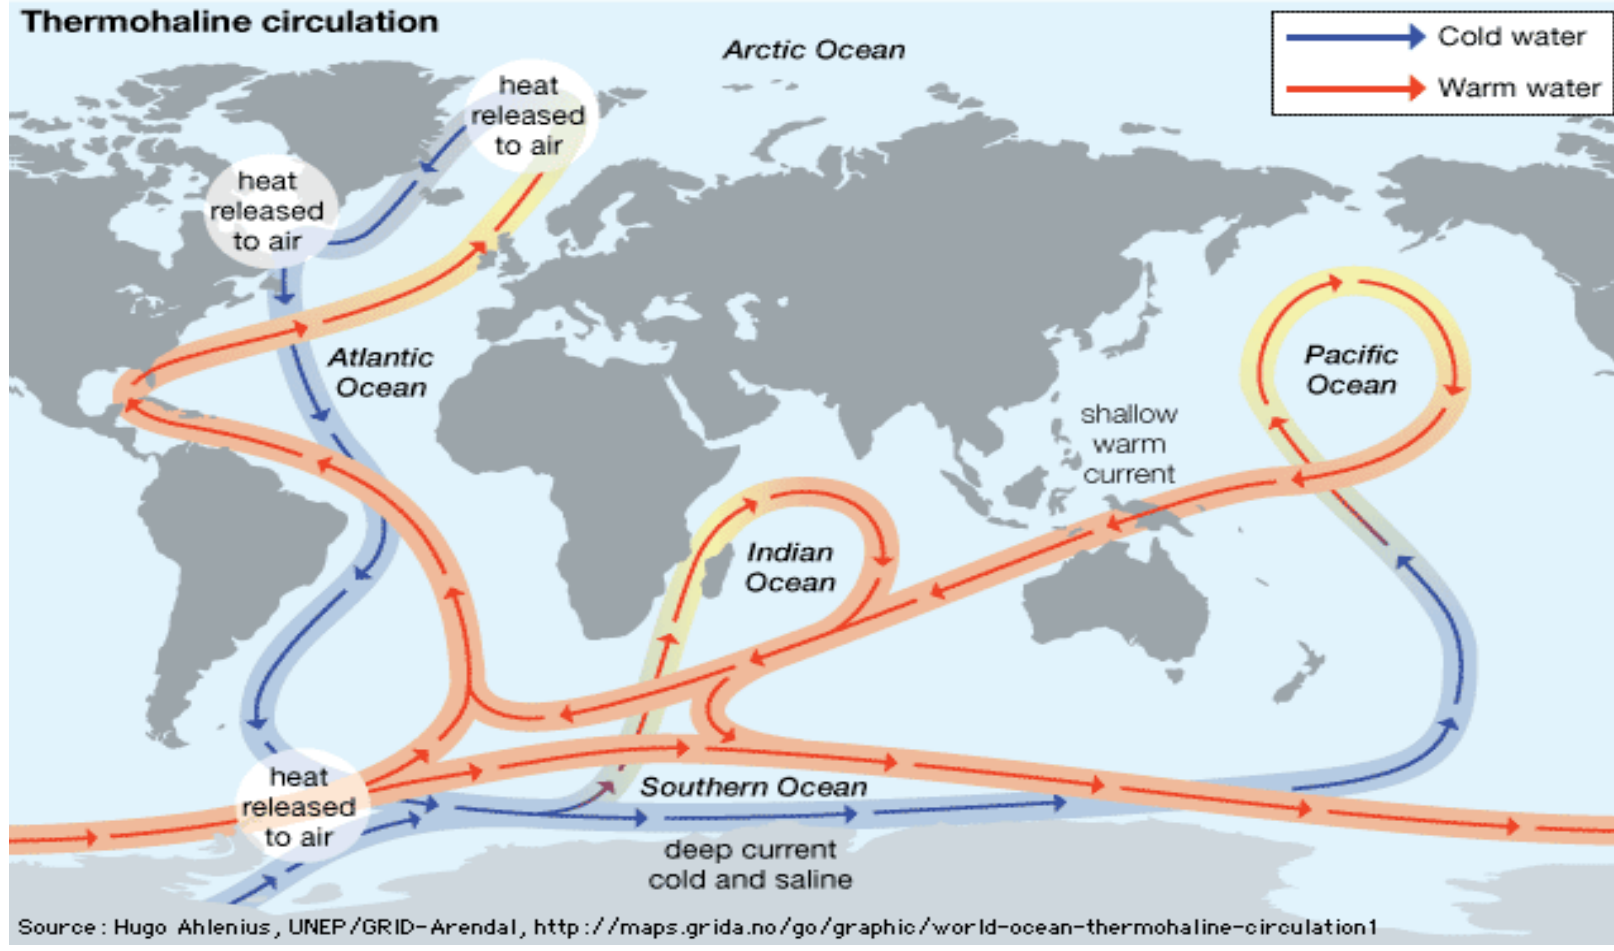 Thermohaline circulation
Arctic Ocean
Cold water
Warm water
heat
released
to air
heat
released
to air
Atlantic
Ocean
Pacific
Ocean
shallow
warm
current
Indian
Ocean
heat
released
to air
Southern Ocean
deep current
cold and saline
Source: Hugo Ahlenius, UNEP/GRID-Arendal, http://maps.grida.no/go/graphic/world-ocean-thermohaline-circulation1